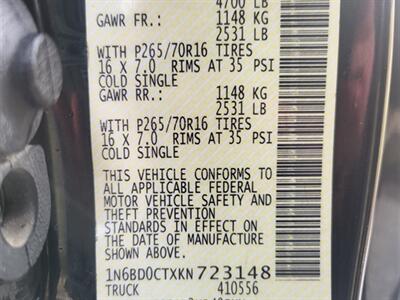 4700 LB
GAWR FR.: 1148 KG
2531 LB
WITH P265/70R16 TIRES
16 X 7.0 RIMS AT 35 PSI
COLD SINGLE
GAWR RR.: 1148 KG
2531 LB
WITH P265/70R16 TIRES
16 X 7.0 RIMS AT 35 PSI
COLD SINGLE
THIS VEHICLE CONFORMS TO
ALL APPLICABLE FEDERAL
MOTOR VEHICLE SAFETY AND
THEFT PREVENTION
STANDARDS IN EFFECT ON
THE DATE OF MANUFACTURE
SHOWN ABOVE.
1N6BD0CTXKN723148
TRUCK 410556